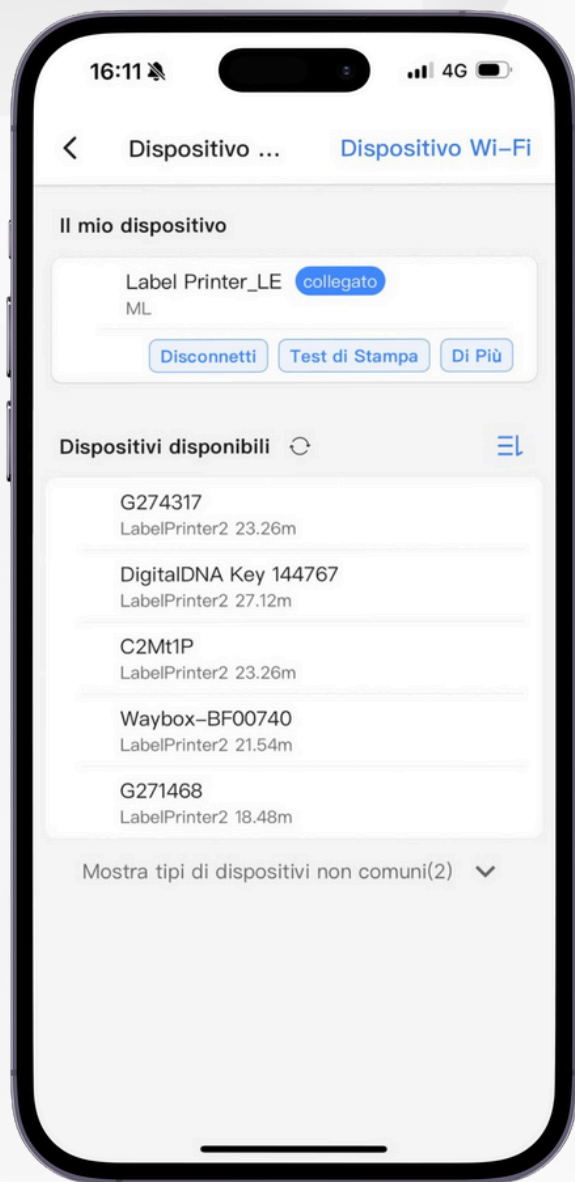 16:11
4G
Dispositivo ...
Dispositivo Wi-Fi
Il mio dispositivo
Label Printer_LE
collegato
ML
Disconnetti
Test di Stampa
Di Più
Dispositivi disponibili
G274317
LabelPrinter2 23.26m
DigitalDNA Key 144767
LabelPrinter2 27.12m
C2Mt1P
LabelPrinter2 23.26m
Waybox-BF00740
LabelPrinter2 21.54m
G271468
LabelPrinter2 18.48m
Mostra tipi di dispositivi non comuni(2)